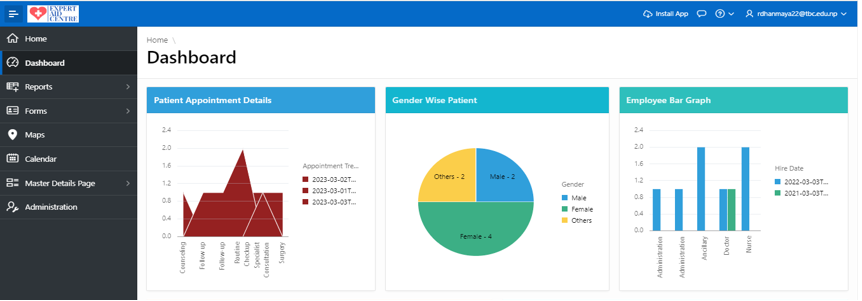 EXPERT
AID
CENTRE
Install App
rdhanmaya22@tbc.edu.np
Home
Dashboard
Reports
Forms
Maps
Calendar
Master Details Page
Administration
Home \
Dashboard
Patient Appointment Details
2.4
2.0
1.6
1.2
0.8
0.4
0.0
Counseling
Follow up
Follow-up
Routine
Checkup
Specialist
Consultation
Surgery
Appointment Tre...
2023-03-02T...
2023-03-01T...
2023-03-03T...
Gender Wise Patient
Others - 2
Male - 2
Female - 4
Gender
Male
Female
Others
Employee Bar Graph
2.4
2.0
1.6
1.2
0.8
0.4
0.0
Administration
Administration
Ancillary
Doctor
Nurse
Hire Date
2022-03-03T...
2021-03-03T...